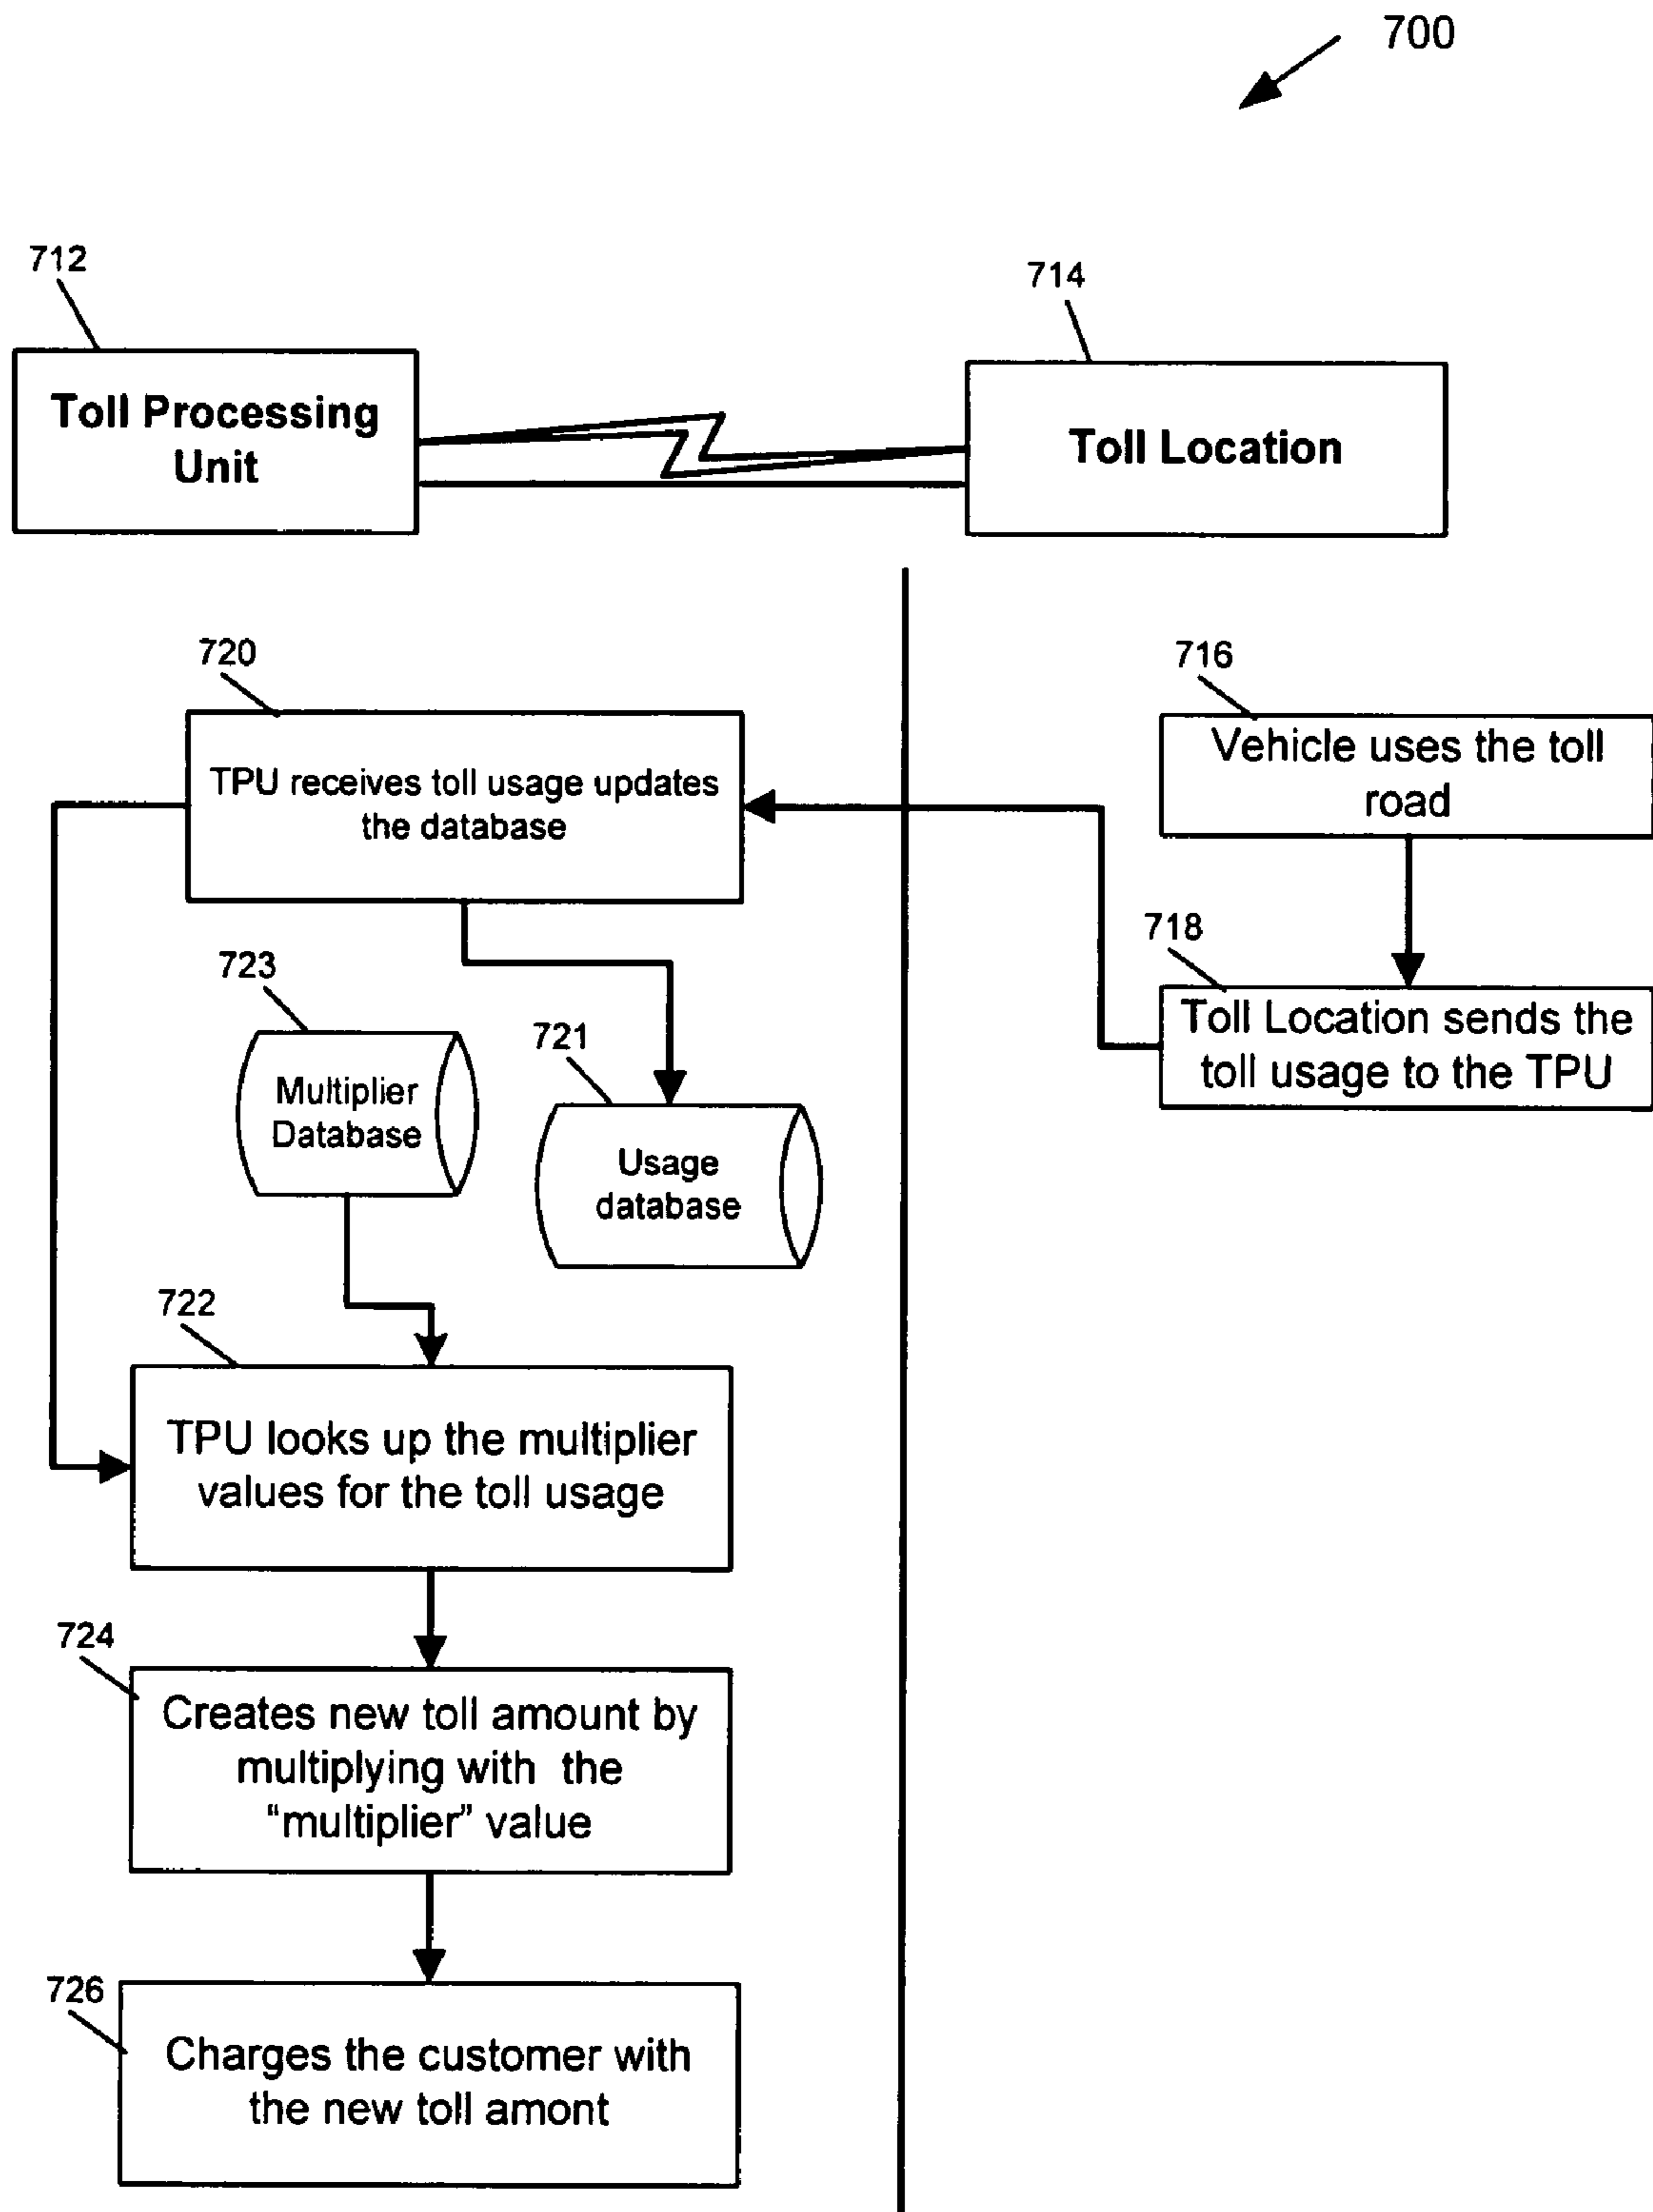 700
712
714
Toll Processing
Unit
Toll Location
720
716
TPU receives toll usage updates
the database
Vehicle uses the toll
road
718
Toll Location sends the
toll usage to the TPU
723
Multiplier
Database
721
Usage
database
722
TPU looks up the multiplier
values for the toll usage
724
Creates new toll amount by
multiplying with the
“multiplier” value
726
Charges the customer with
the new toll amont